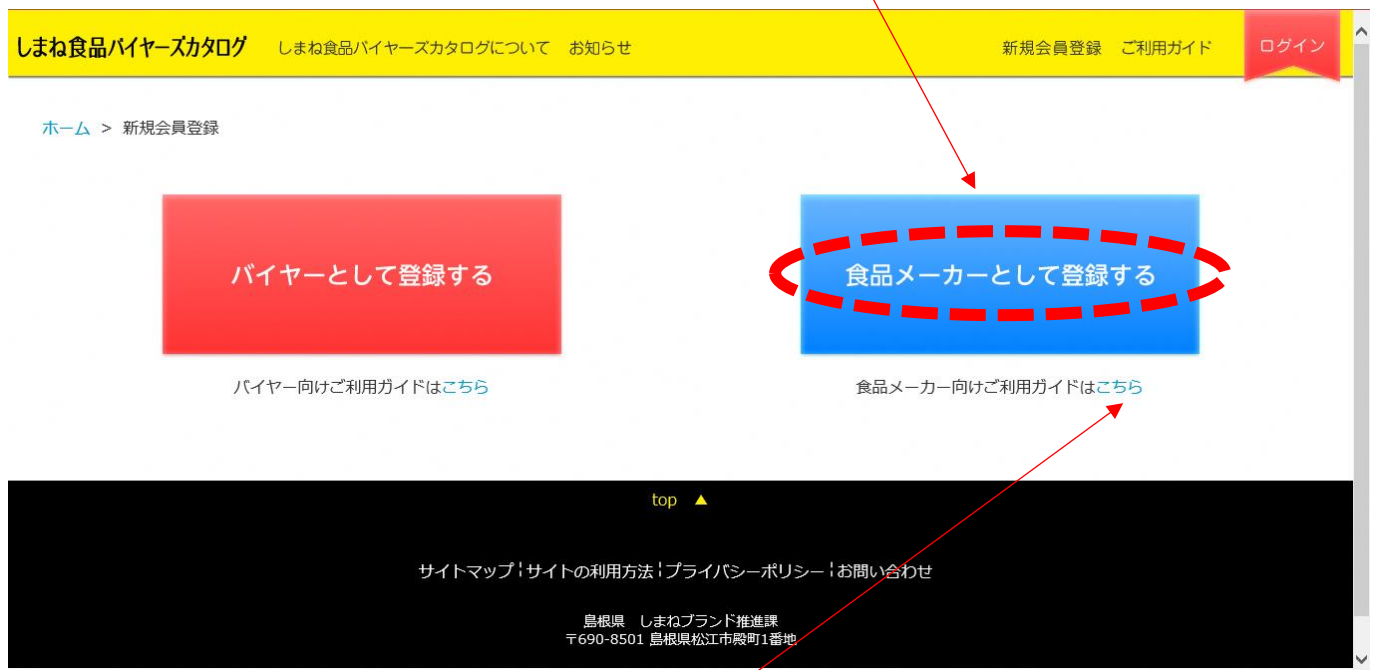 しまね食品バイヤーズカタログ しまね食品バイヤーズカタログについて お知らせ 新規会員登録 ご利用ガイド ログイン
ホーム > 新規会員登録
バイヤーとして登録する 食品メーカーとして登録する
バイヤー向けご利用ガイドはこちら 食品メーカー向けご利用ガイドはこちら
top ▲
サイトマップ¦サイトの利用方法¦プライバシーポリシー¦お問い合わせ
島根県 しまねブランド推進課
〒690-8501 島根県松江市殿町1番地